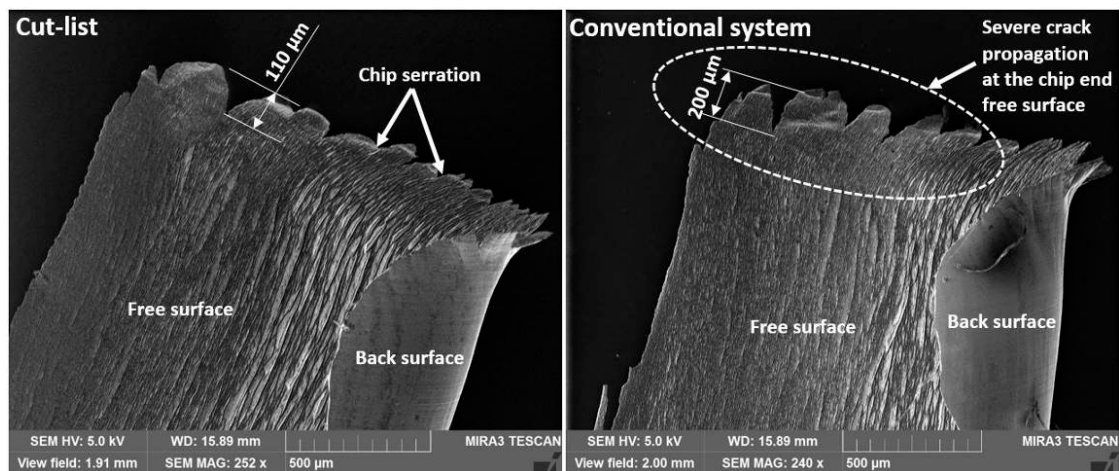 Cut-list
110 µm
Chip serration
Free surface
Back surface
SEM HV: 5.0 kV
WD: 15.89 mm
MIRA3 TESCAN
View field: 1.91 mm
SEM MAG: 252 x
500 µm
Conventional system
Severe crack
propagation
at the chip end
free surface
200 µm
Free surface
Back surface
SEM HV: 5.0 kV
WD: 15.89 mm
MIRA3 TESCAN
View field: 2.00 mm
SEM MAG: 240 x
500 µm